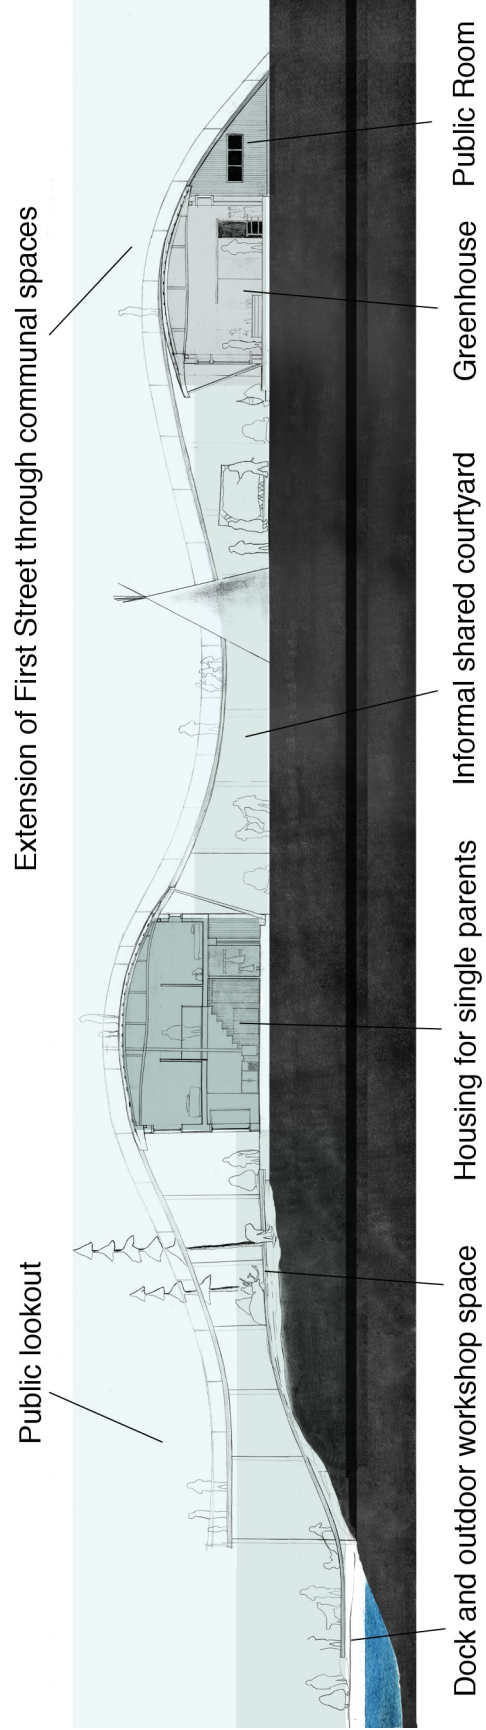 Public lookout
Extension of First Street through communal spaces
Dock and outdoor workshop space
Housing for single parents
Informal shared courtyard
Greenhouse
Public Room